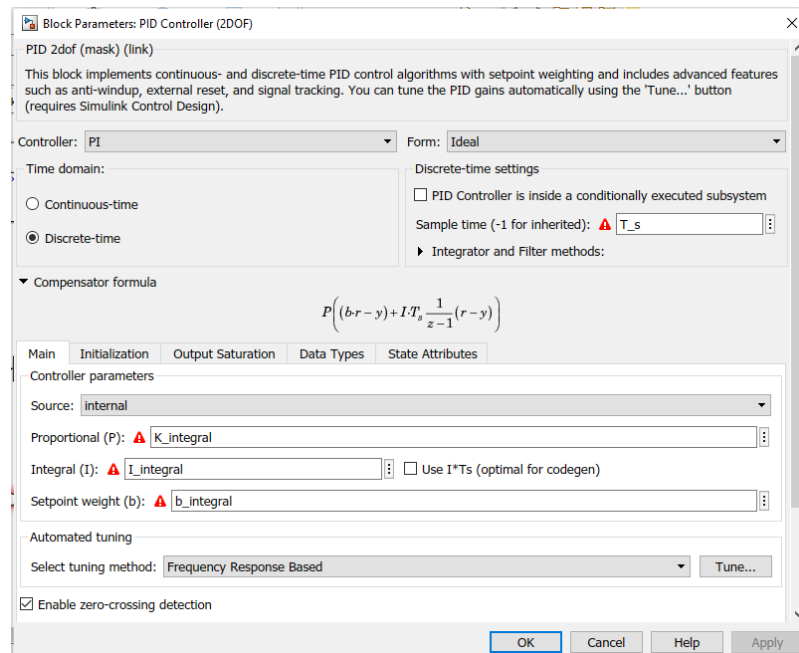 Block Parameters: PID Controller (2DOF)
PID 2dof (mask) (link)
This block implements continuous- and discrete-time PID control algorithms with setpoint weighting and includes advanced features
such as anti-windup, external reset, and signal tracking. You can tune the PID gains automatically using the 'Tune...' button
(requires Simulink Control Design).
Controller: PI Form: Ideal
Time domain:
Continuous-time
Discrete-time
Discrete-time settings
PID Controller is inside a conditionally executed subsystem
Sample time (-1 for inherited): T_s
Integrator and Filter methods:
Compensator formula
P((b·r − y) + I·T_s 1/(z − 1) (r − y))
Main Initialization Output Saturation Data Types State Attributes
Controller parameters
Source: internal
Proportional (P): K_integral
Integral (I): I_integral Use I*Ts (optimal for codegen)
Setpoint weight (b): b_integral
Automated tuning
Select tuning method: Frequency Response Based Tune...
Enable zero-crossing detection
OK Cancel Help Apply